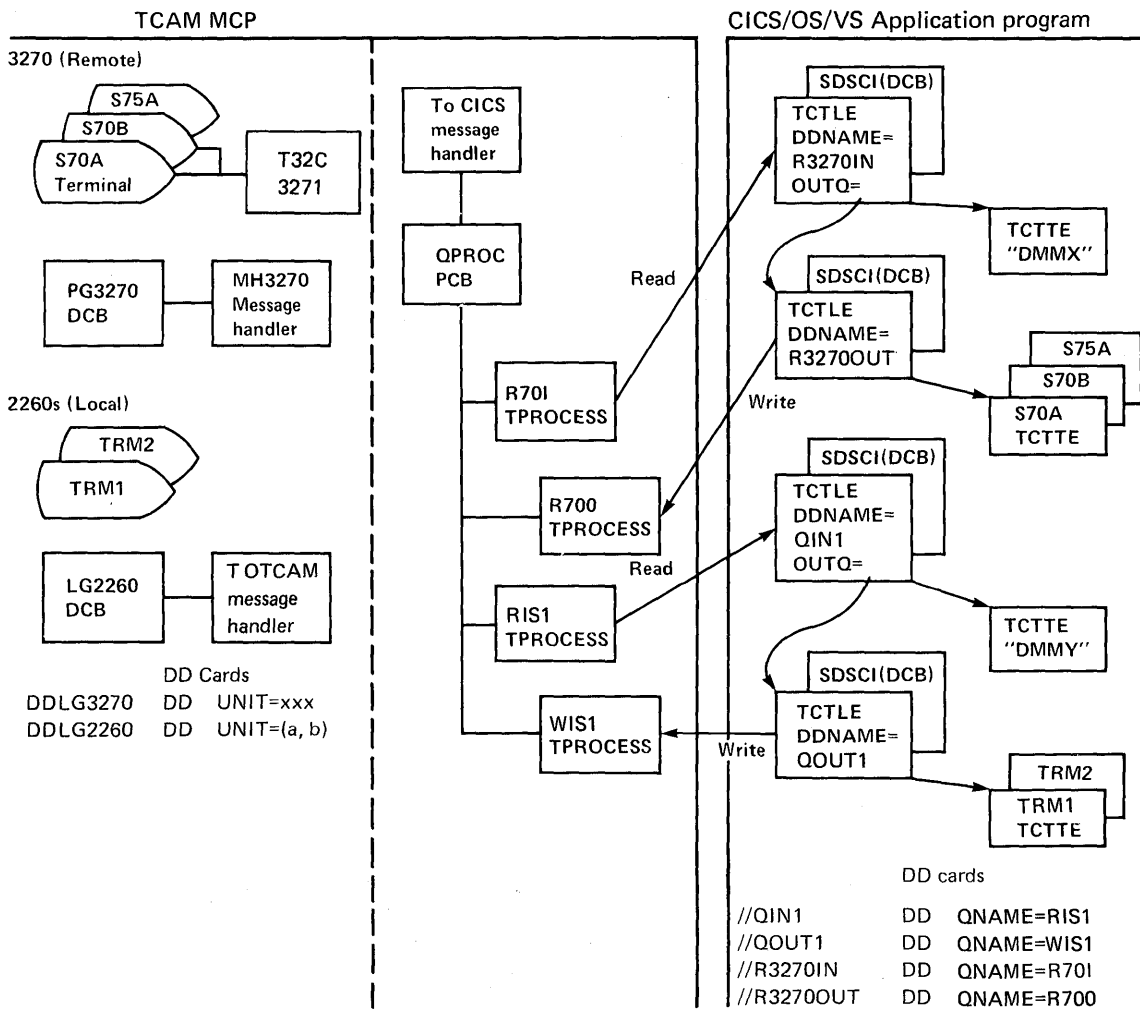 TCAM MCP
3270 (Remote)
S75A
S70B
S70A
Terminal
T32C
3271
PG3270
DCB
MH3270
Message
handler
2260s (Local)
TRM2
TRM1
LG2260
DCB
TOTCAM
message
handler
DD Cards
DDLG3270 DD UNIT=xxx
DDLG2260 DD UNIT=(a, b)
To CICS
message
handler
QPROC
PCB
R70I
TPROCESS
R700
TPROCESS
RIS1
TPROCESS
WIS1
TPROCESS
Read
Write
Read
Write
CICS/OS/VS Application program
SDSCI(DCB)
TCTLE
DDNAME=
R3270IN
OUTQ=
TCTTE
"DMMX"
SDSCI(DCB)
TCTLE
DDNAME=
R3270OUT
S75A
S70B
S70A
TCTTE
SDSCI(DCB)
TCTLE
DDNAME=
QIN1
OUTQ=
TCTTE
"DMMY"
SDSCI(DCB)
TCTLE
DDNAME=
QOUT1
TRM2
TRM1
TCTTE
DD cards
//QIN1 DD QNAME=RIS1
//QOUT1 DD QNAME=WIS1
//R3270IN DD QNAME=R70I
//R3270OUT DD QNAME=R700